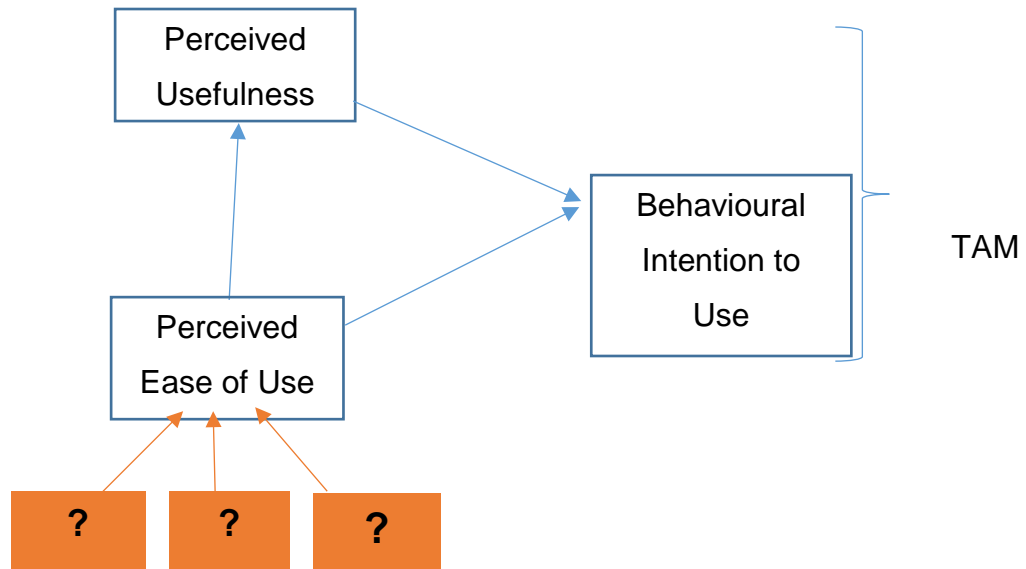 Perceived
Usefulness
Behavioural
Intention to
Use
TAM
Perceived
Ease of Use
?
?
?